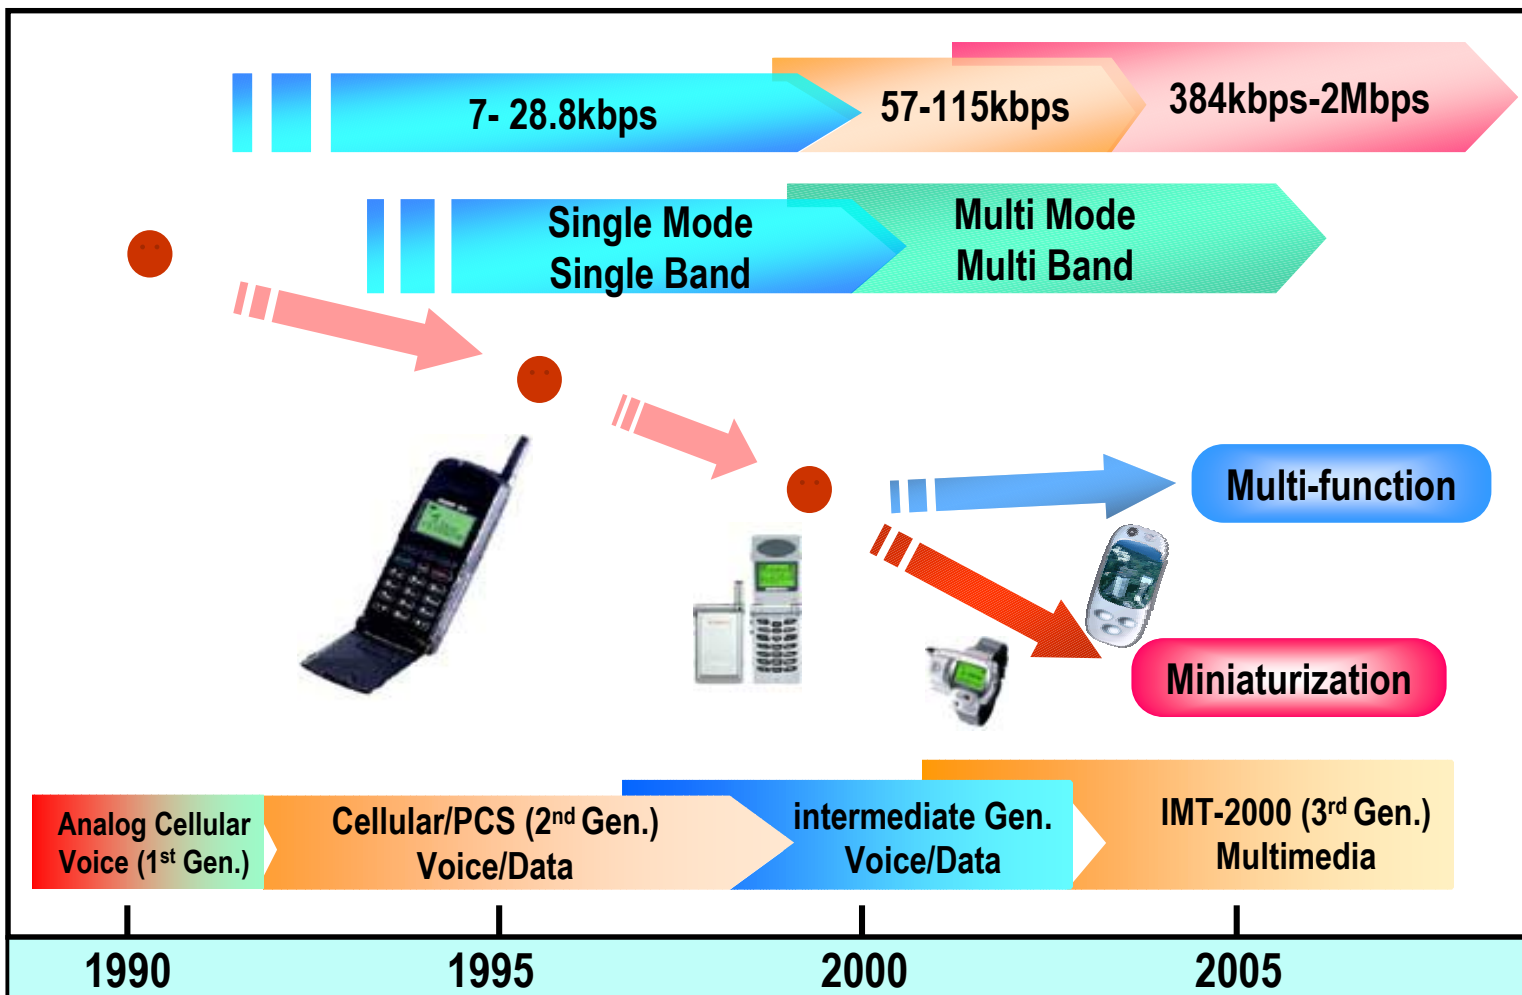 7- 28.8kbps
57-115kbps
384kbps-2Mbps
Single Mode
Single Band
Multi Mode
Multi Band
Multi-function
Miniaturization
Analog Cellular
Voice (1st Gen.)
Cellular/PCS (2nd Gen.)
Voice/Data
intermediate Gen.
Voice/Data
IMT-2000 (3rd Gen.)
Multimedia
1990
1995
2000
2005